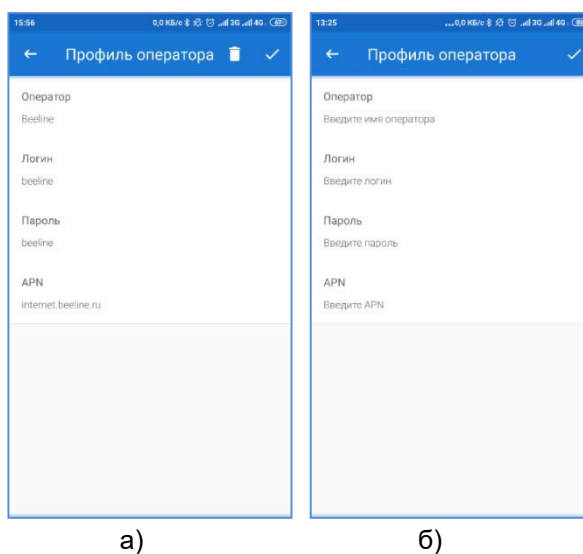 15:56
0,0 КБ/с 3G 4G 67
Профиль оператора
Оператор
Beeline
Логин
beeline
Пароль
beeline
APN
internet.beeline.ru
а)
13:25
...0,0 КБ/с 3G 4G
Профиль оператора
Оператор
Введите имя оператора
Логин
Введите логин
Пароль
Введите пароль
APN
Введите APN
б)